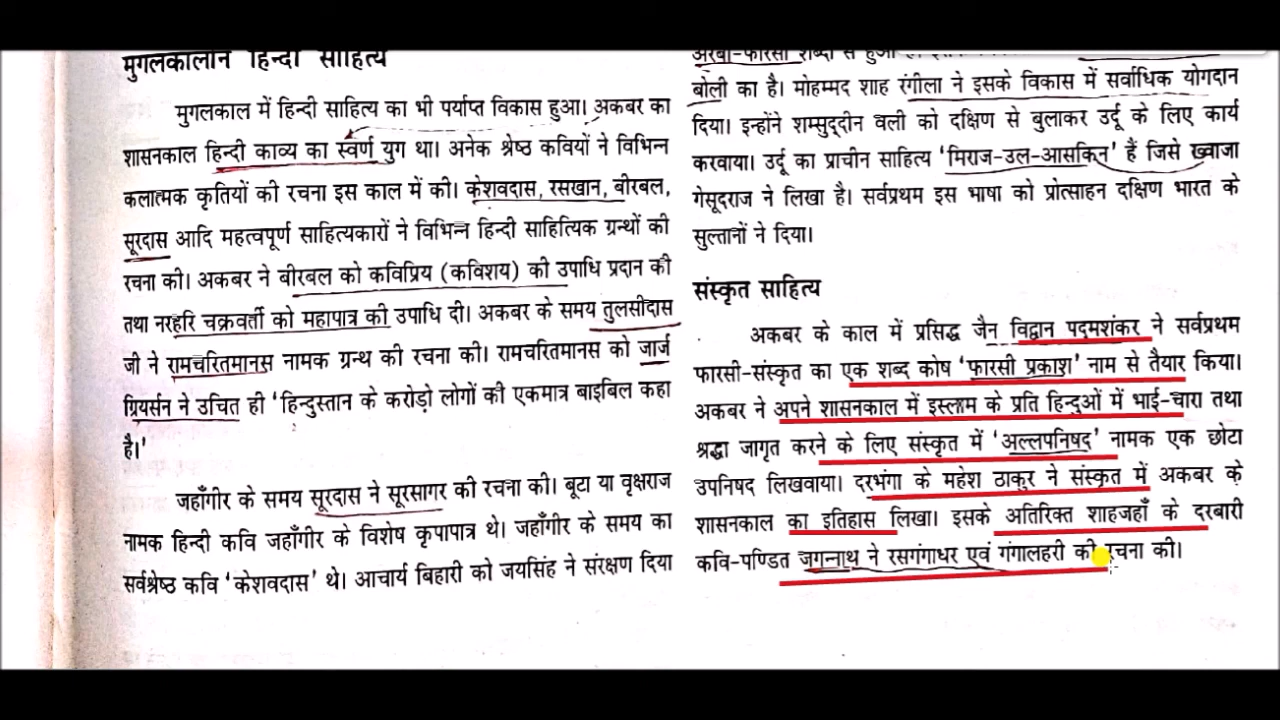 मुगलकालीन हिन्दी साहित्य
मुगलकाल में हिन्दी साहित्य का भी पर्याप्त विकास हुआ। अकबर का
शासनकाल हिन्दी काव्य का स्वर्ण युग था। अनेक श्रेष्ठ कवियों ने विभिन्न
कलात्मक कृतियों की रचना इस काल में की। केशवदास, रसखान, बीरबल,
सूरदास आदि महत्वपूर्ण साहित्यकारों ने विभिन्न हिन्दी साहित्यिक ग्रन्थों की
रचना की। अकबर ने बीरबल को कविप्रिय (कविशय) की उपाधि प्रदान की
तथा नरहरि चक्रवर्ती को महापात्र की उपाधि दी। अकबर के समय तुलसीदास
जी ने रामचरितमानस नामक ग्रन्थ की रचना की। रामचरितमानस को जार्ज
ग्रियर्सन ने उचित ही 'हिन्दुस्तान के करोड़ो लोगों की एकमात्र बाइबिल कहा
है।'
जहाँगीर के समय सूरदास ने सूरसागर की रचना की। बूटा या वृक्षराज
नामक हिन्दी कवि जहाँगीर के विशेष कृपापात्र थे। जहाँगीर के समय का
सर्वश्रेष्ठ कवि 'केशवदास' थे। आचार्य बिहारी को जयसिंह ने संरक्षण दिया
अरबी-फारसी शब्दों से हुआ है।
बोली का है। मोहम्मद शाह रंगीला ने इसके विकास में सर्वाधिक योगदान
दिया। इन्होंने शम्सुद्दीन वली को दक्षिण से बुलाकर उर्दू के लिए कार्य
करवाया। उर्दू का प्राचीन साहित्य 'मिराज-उल-आसकिन' हैं जिसे ख्वाजा
गेसूदराज ने लिखा है। सर्वप्रथम इस भाषा को प्रोत्साहन दक्षिण भारत के
सुल्तानों ने दिया।
संस्कृत साहित्य
अकबर के काल में प्रसिद्ध जैन विद्वान पद्मशंकर ने सर्वप्रथम
फारसी-संस्कृत का एक शब्द कोष 'फारसी प्रकाश' नाम से तैयार किया।
अकबर ने अपने शासनकाल में इस्लाम के प्रति हिन्दुओं में भाई-चारा तथा
श्रद्धा जागृत करने के लिए संस्कृत में 'अल्लपनिषद' नामक एक छोटा
उपनिषद लिखवाया। दरभंगा के महेश ठाकुर ने संस्कृत में अकबर के
शासनकाल का इतिहास लिखा। इसके अतिरिक्त शाहजहाँ के दरबारी
कवि-पण्डित जगन्नाथ ने रसगंगाधर एवं गंगालहरी की रचना की।